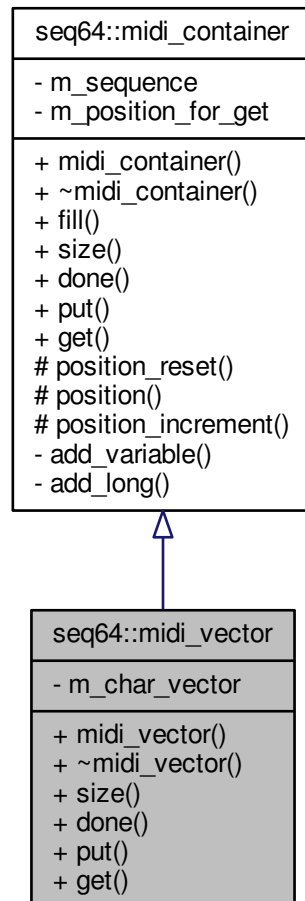 seq64::midi_container
- m_sequence
- m_position_for_get
+ midi_container()
+ ~midi_container()
+ fill()
+ size()
+ done()
+ put()
+ get()
# position_reset()
# position()
# position_increment()
- add_variable()
- add_long()
seq64::midi_vector
- m_char_vector
+ midi_vector()
+ ~midi_vector()
+ size()
+ done()
+ put()
+ get()